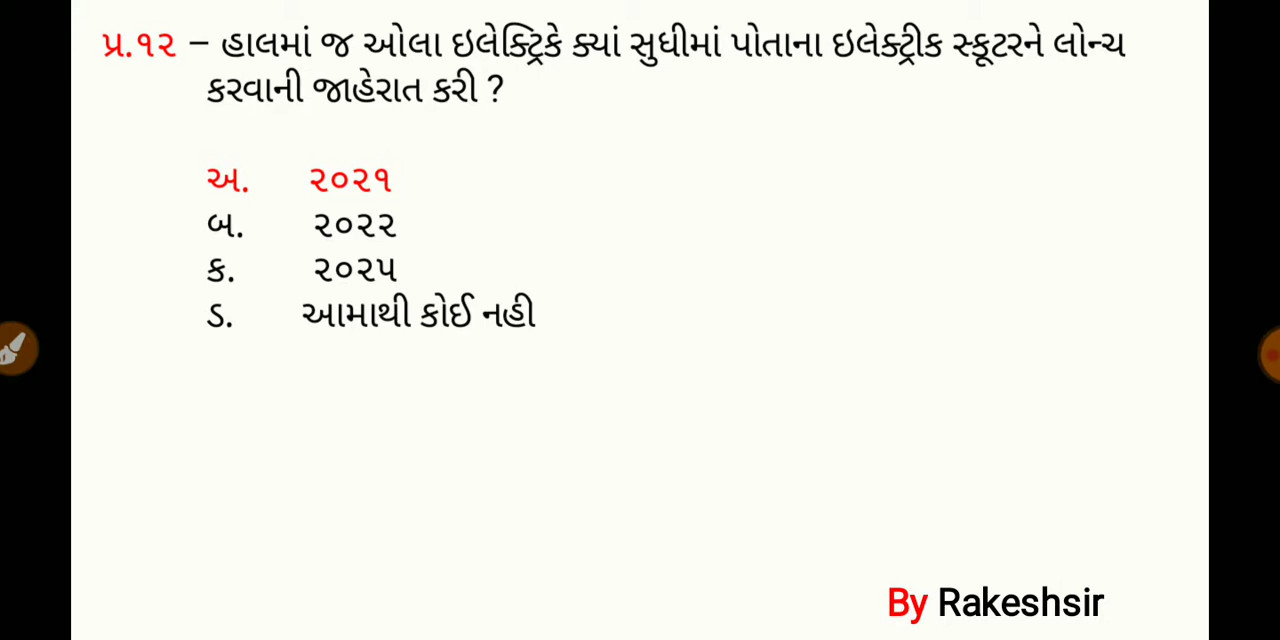 પ્ર.૧૨ – હાલમાં જ ઓલા ઇલેક્ટ્રિકે ક્યાં સુધીમાં પોતાના ઇલેક્ટ્રીક સ્કૂટરને લોન્ચ
કરવાની જાહેરાત કરી ?
અ. ૨૦૨૧
બ. ૨૦૨૨
ક. ૨૦૨૫
ડ. આમાથી કોઈ નહી
By Rakeshsir